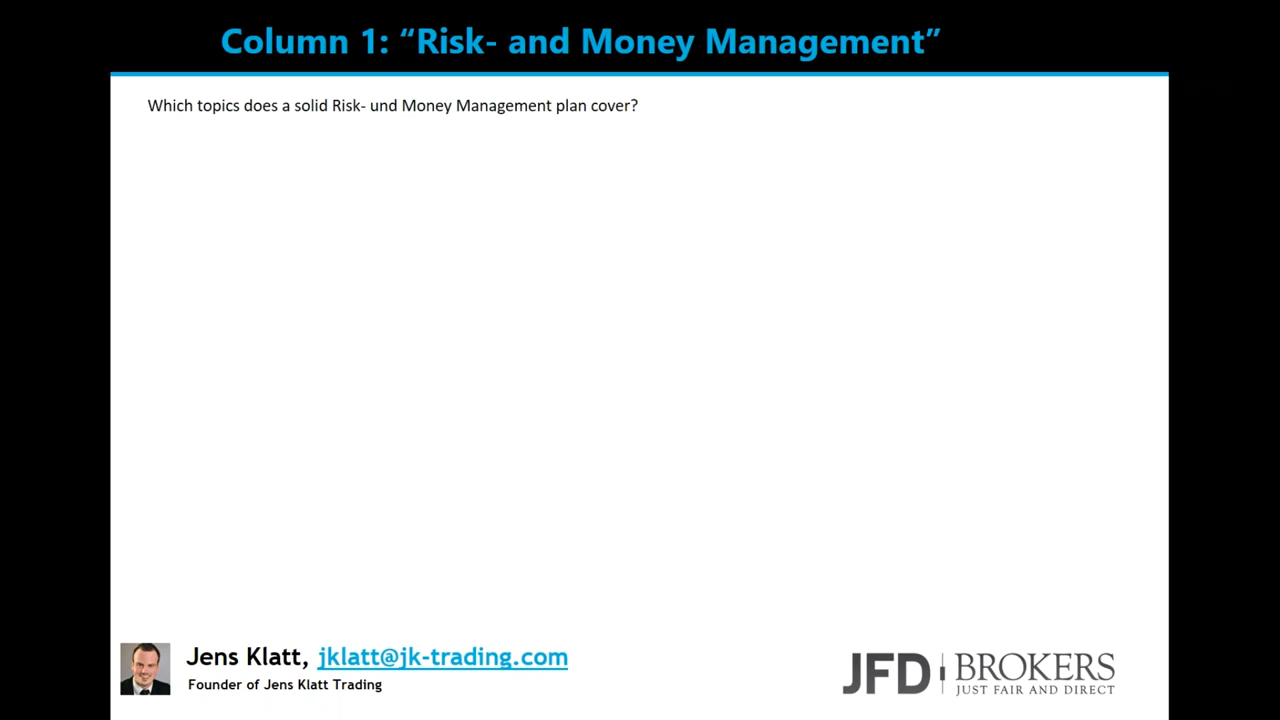 Column 1: “Risk- and Money Management”
Which topics does a solid Risk- und Money Management plan cover?
Jens Klatt, jklatt@jk-trading.com
Founder of Jens Klatt Trading
JFD BROKERS
JUST FAIR AND DIRECT